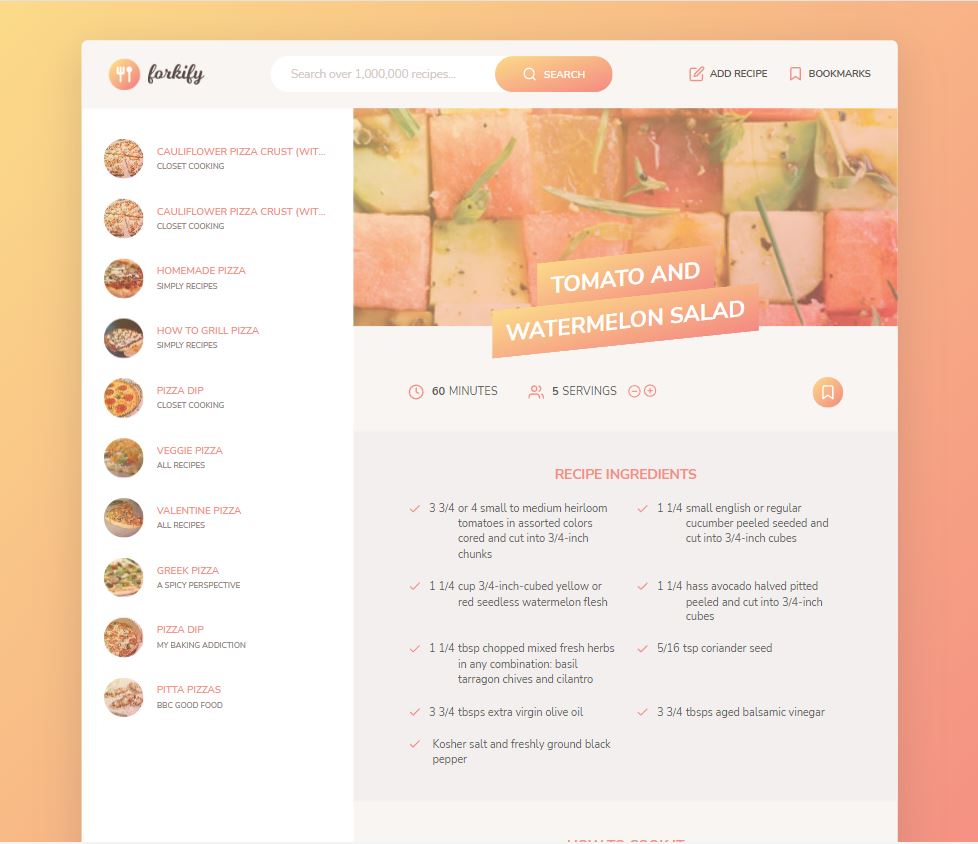 forkify
Search over 1,000,000 recipes...
SEARCH
ADD RECIPE
BOOKMARKS
CAULIFLOWER PIZZA CRUST (WIT...
CLOSET COOKING
CAULIFLOWER PIZZA CRUST (WIT...
CLOSET COOKING
HOMEMADE PIZZA
SIMPLY RECIPES
HOW TO GRILL PIZZA
SIMPLY RECIPES
PIZZA DIP
CLOSET COOKING
VEGGIE PIZZA
ALL RECIPES
VALENTINE PIZZA
ALL RECIPES
GREEK PIZZA
A SPICY PERSPECTIVE
PIZZA DIP
MY BAKING ADDICTION
PITTA PIZZAS
BBC GOOD FOOD
TOMATO AND
WATERMELON SALAD
60 MINUTES
5 SERVINGS
RECIPE INGREDIENTS
3 3/4 or 4 small to medium heirloom
tomatoes in assorted colors
cored and cut into 3/4-inch
chunks
1 1/4 small english or regular
cucumber peeled seeded and
cut into 3/4-inch cubes
1 1/4 cup 3/4-inch-cubed yellow or
red seedless watermelon flesh
1 1/4 hass avocado halved pitted
peeled and cut into 3/4-inch
cubes
1 1/4 tbsp chopped mixed fresh herbs
in any combination: basil
tarragon chives and cilantro
5/16 tsp coriander seed
3 3/4 tbsps extra virgin olive oil
3 3/4 tbsps aged balsamic vinegar
Kosher salt and freshly ground black
pepper
HOW TO COOK IT